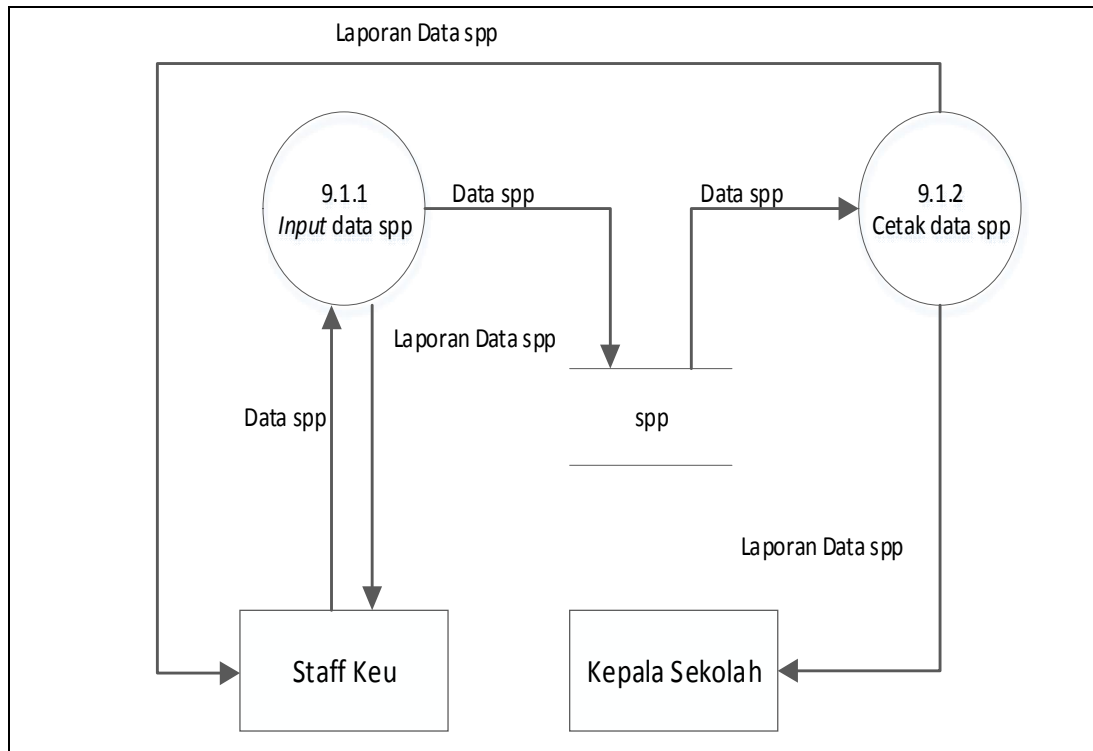 Laporan Data spp
9.1.1
Input data spp
Data spp
Data spp
9.1.2
Cetak data spp
Laporan Data spp
Data spp
spp
Laporan Data spp
Staff Keu
Kepala Sekolah